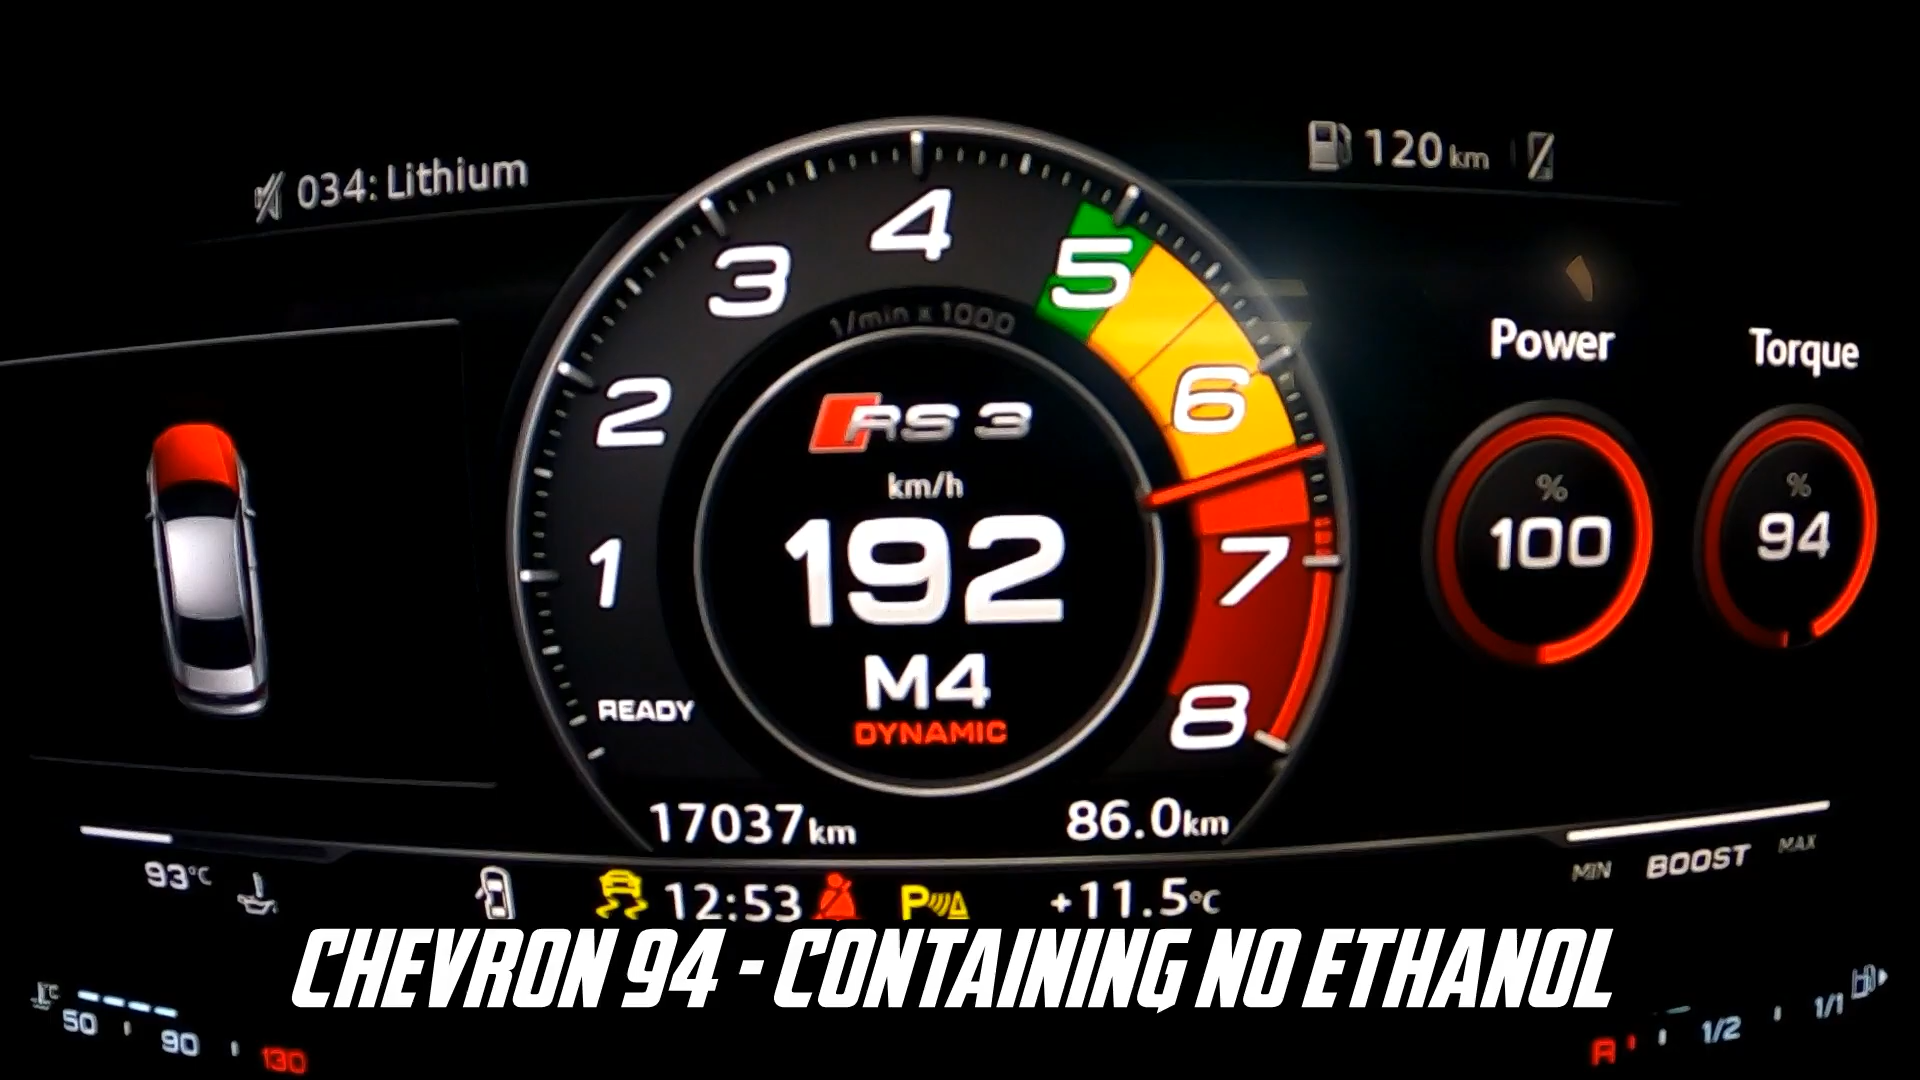 034: Lithium
120 km
4
3
5
1/min x 1000
2
6
RS 3
km/h
192
1
7
M4
DYNAMIC
READY
8
17037 km
86.0 km
Power
Torque
%
100
%
94
93°C
12:53
P
+11.5°C
MIN BOOST MAX
CHEVRON 94 - CONTAINING NO ETHANOL
°C
50
90
130
R
1/2
1/1